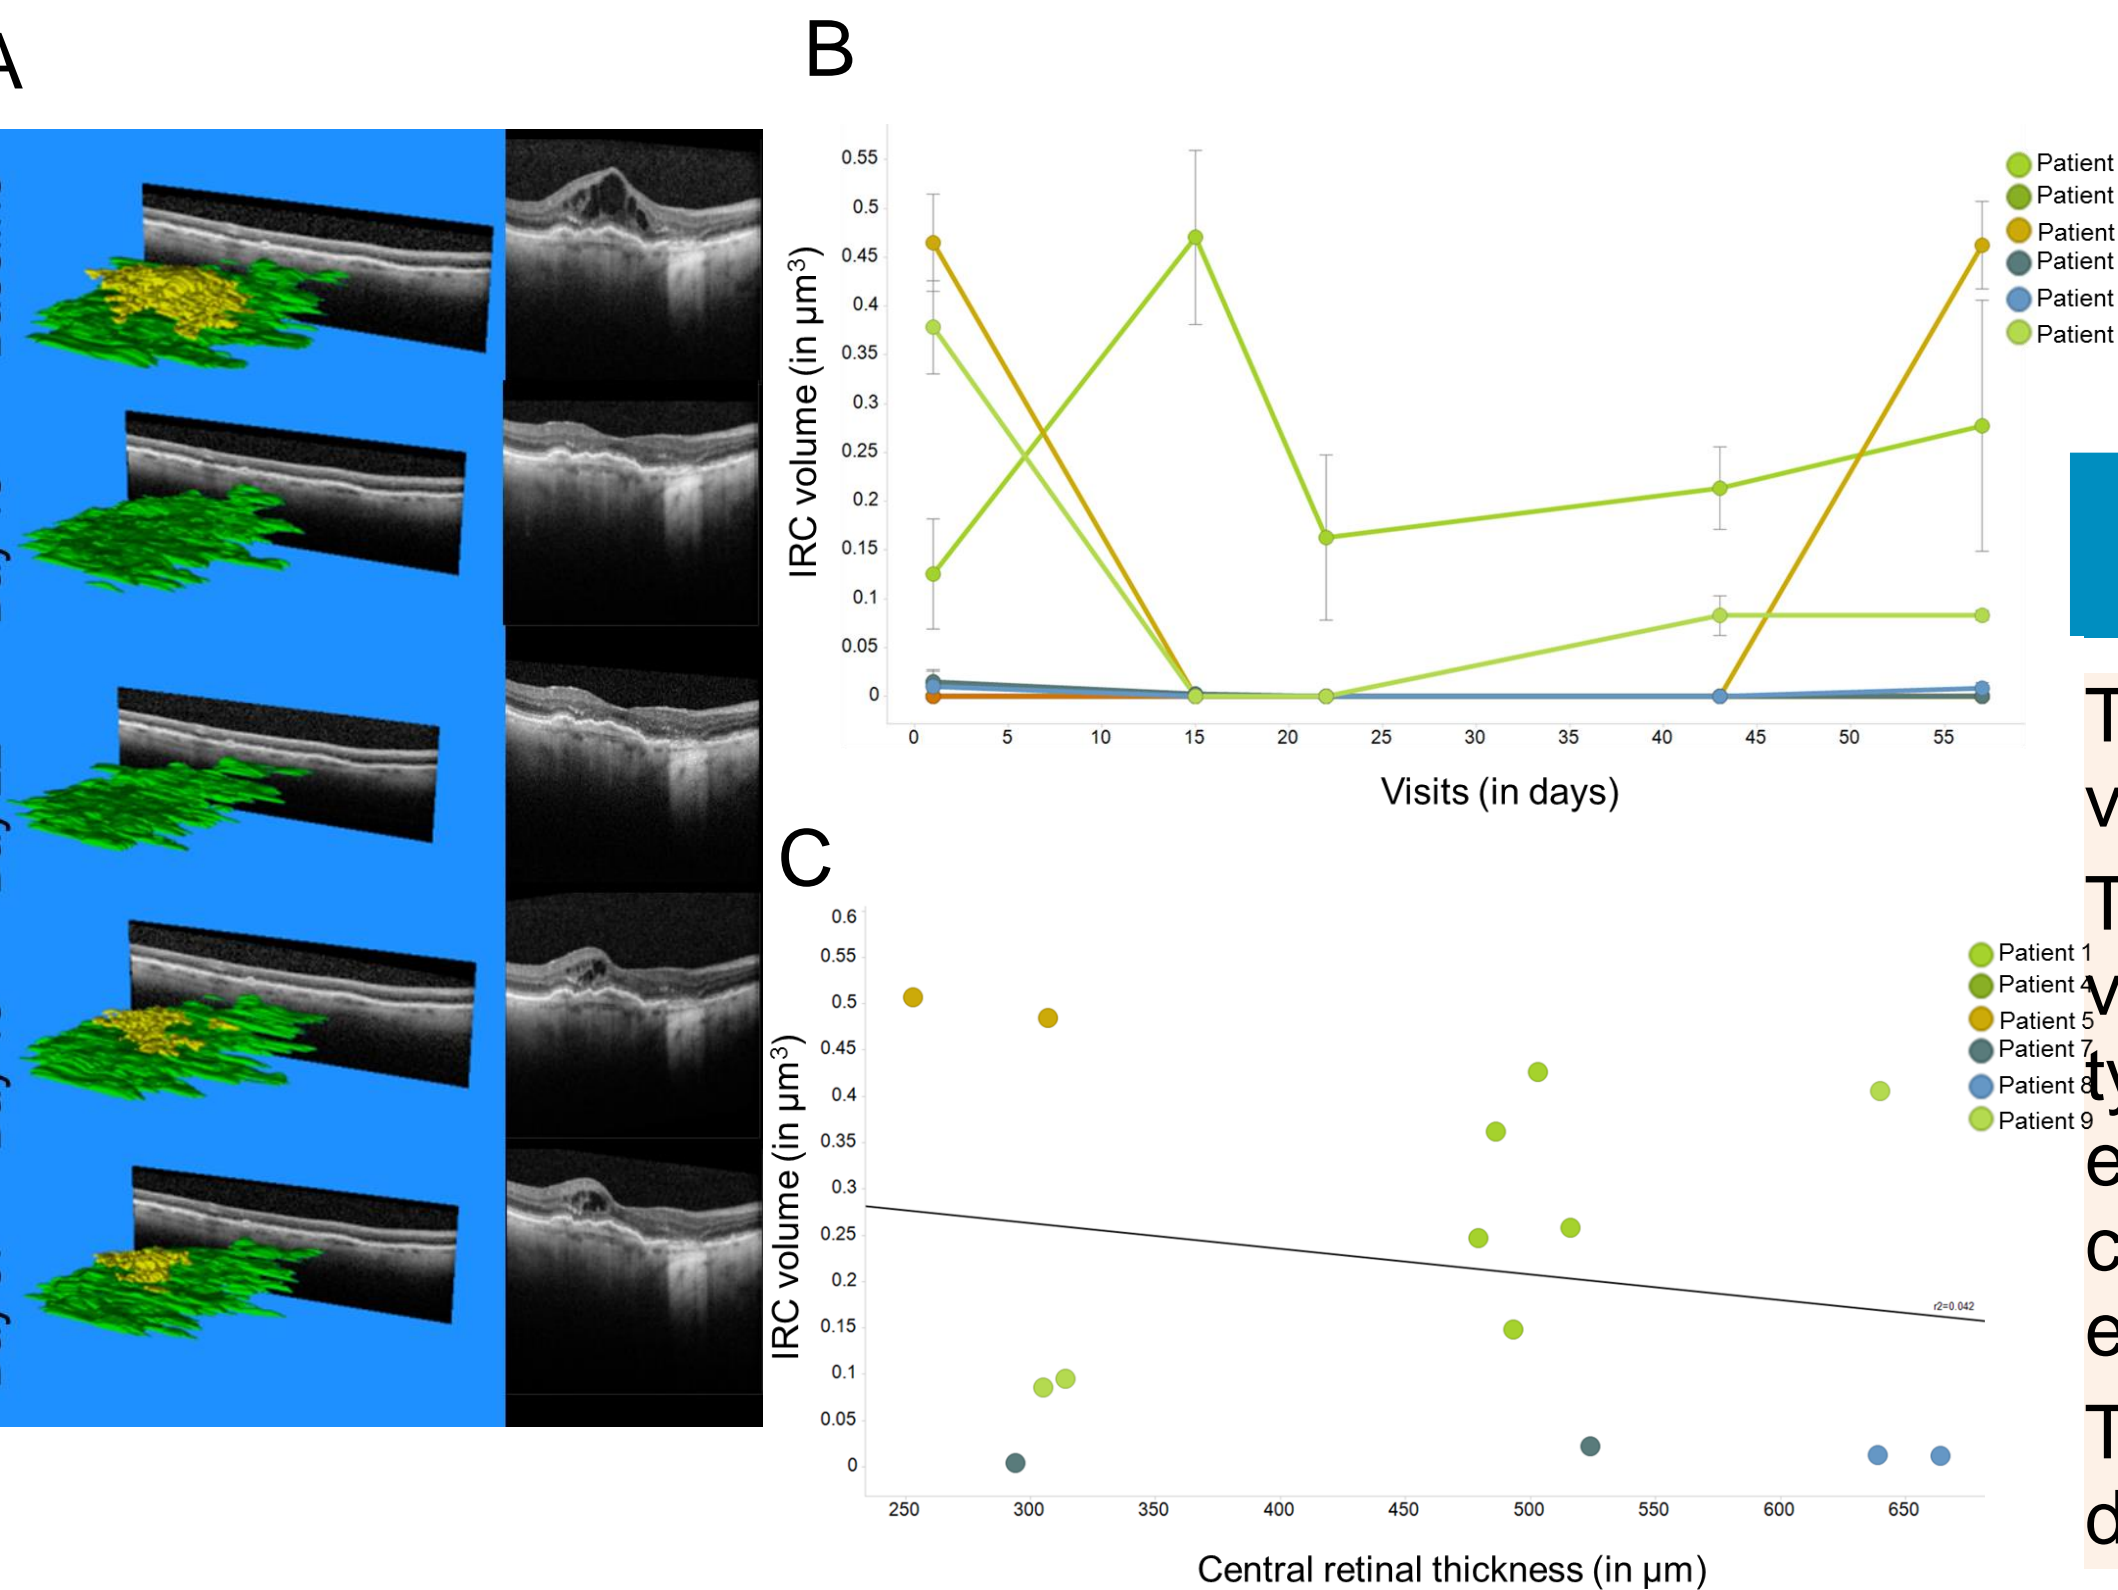 A
B
0.55
0.5
0.45
0.4
0.35
0.3
0.25
0.2
0.15
0.1
0.05
0
IRC volume (in µm³)
0 5 10 15 20 25 30 35 40 45 50 55
Visits (in days)
Patient
Patient
Patient
Patient
Patient
Patient
C
0.6
0.55
0.5
0.45
0.4
0.35
0.3
0.25
0.2
0.15
0.1
0.05
0
IRC volume (in µm³)
250 300 350 400 450 500 550 600 650
Central retinal thickness (in µm)
r2=0.042
Patient 1
Patient 4
Patient 5
Patient 7
Patient 8
Patient 9
T
v
T
v
ty
e
c
e
T
d